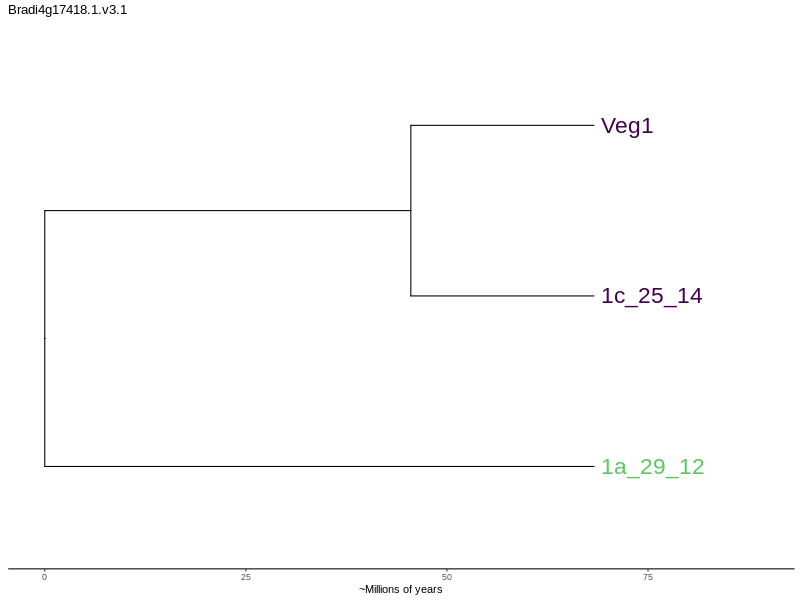 Bradi4g17418.1.v3.1
Veg1
1c_25_14
1a_29_12
0 25 50 75
~Millions of years